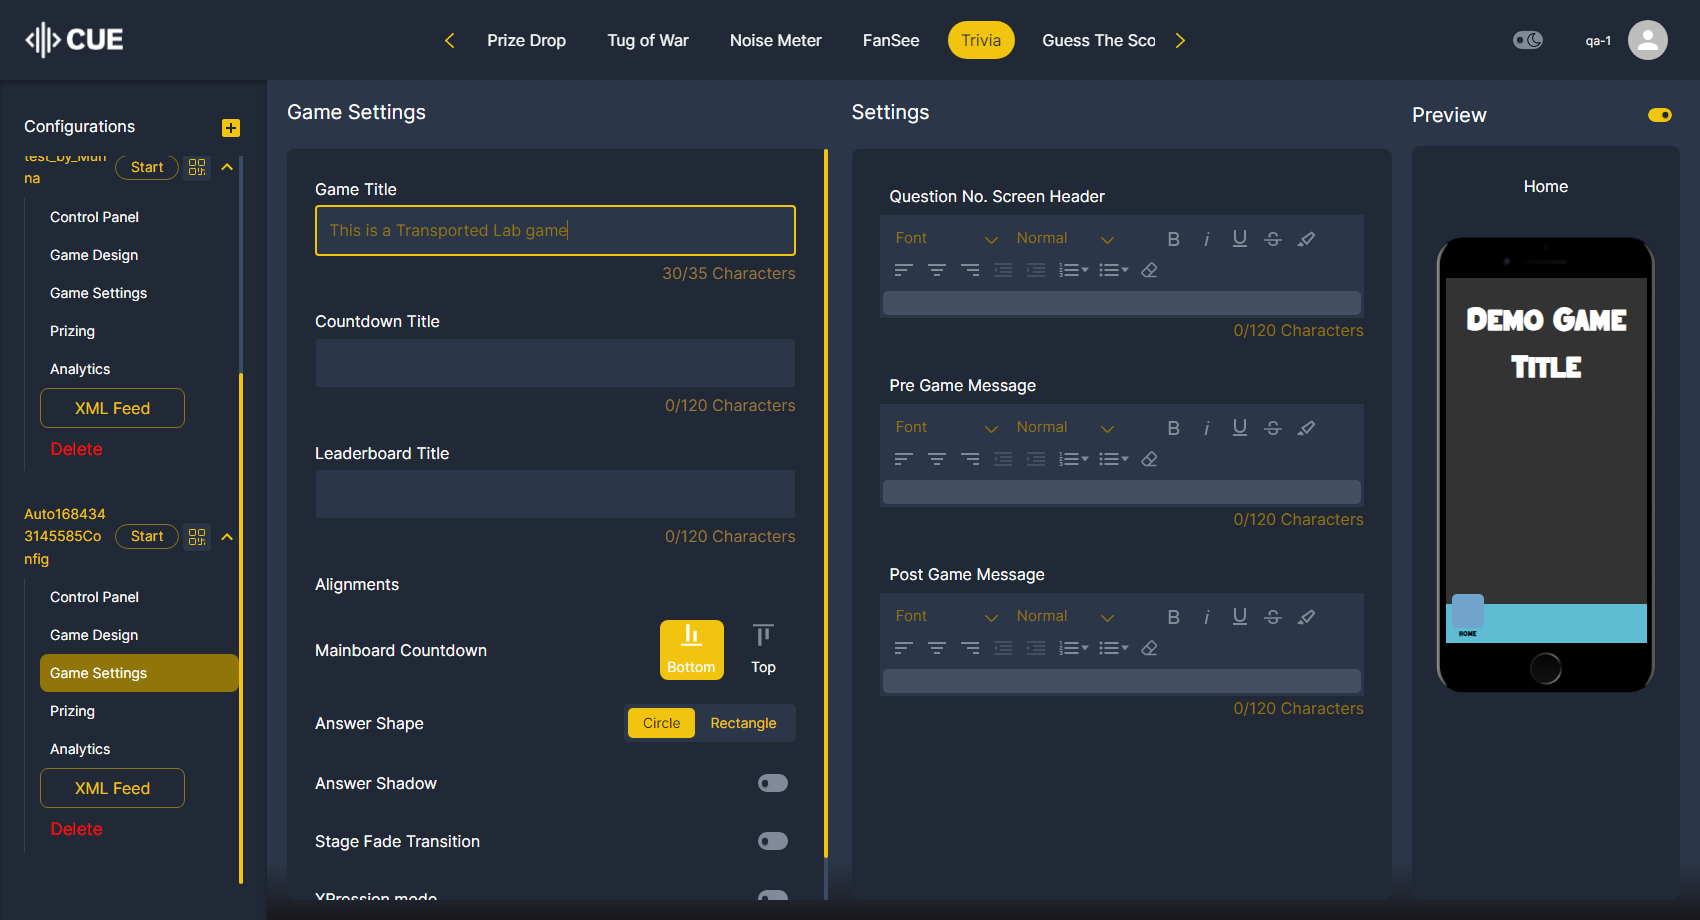 CUE
Prize Drop
Tug of War
Noise Meter
FanSee
Trivia
Guess The Sco
qa-1
Configurations
test_by_Mun
na
Start
Control Panel
Game Design
Game Settings
Prizing
Analytics
XML Feed
Delete
Auto168434
3145585Co
nfig
Start
Control Panel
Game Design
Game Settings
Prizing
Analytics
XML Feed
Delete
Game Settings
Game Title
This is a Transported Lab game
30/35 Characters
Countdown Title
0/120 Characters
Leaderboard Title
0/120 Characters
Alignments
Mainboard Countdown
Bottom
Top
Answer Shape
Circle
Rectangle
Answer Shadow
Stage Fade Transition
XPression mode
Settings
Question No. Screen Header
Font
Normal
0/120 Characters
Pre Game Message
Font
Normal
0/120 Characters
Post Game Message
Font
Normal
0/120 Characters
Preview
Home
DEMO GAME
TITLE
HOME